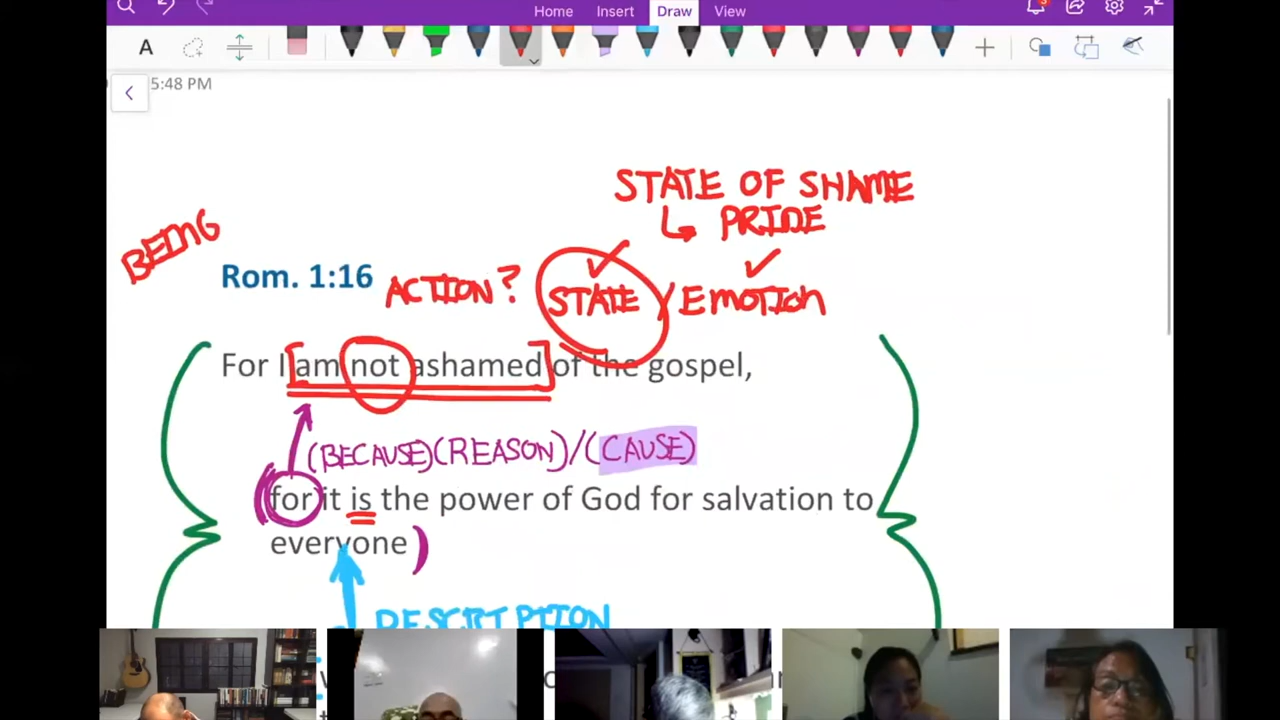 Home Insert Draw View
A
5:48 PM
STATE OF SHAME
PRIDE
BEING
Rom. 1:16 ACTION? STATE / EMOTION
For I am not ashamed of the gospel,
(BECAUSE)(REASON)/(CAUSE)
for it is the power of God for salvation to
everyone)
DESCRIPTION